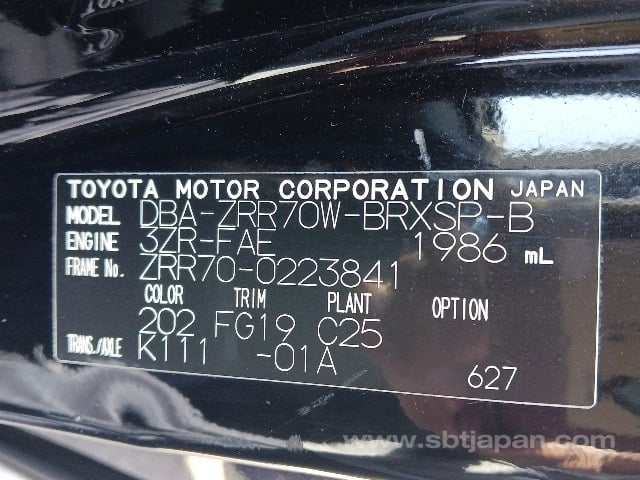 TOYOTA MOTOR CORPORATION JAPAN
MODEL DBA-ZRR70W-BRXSP-B
ENGINE 3ZR-FAE 1986 mL
FRAME No. ZRR70-0223841
COLOR TRIM PLANT OPTION
202 FG19 C25
TRANS./AXLE K111 -01A
627
www.sbtjapan.com